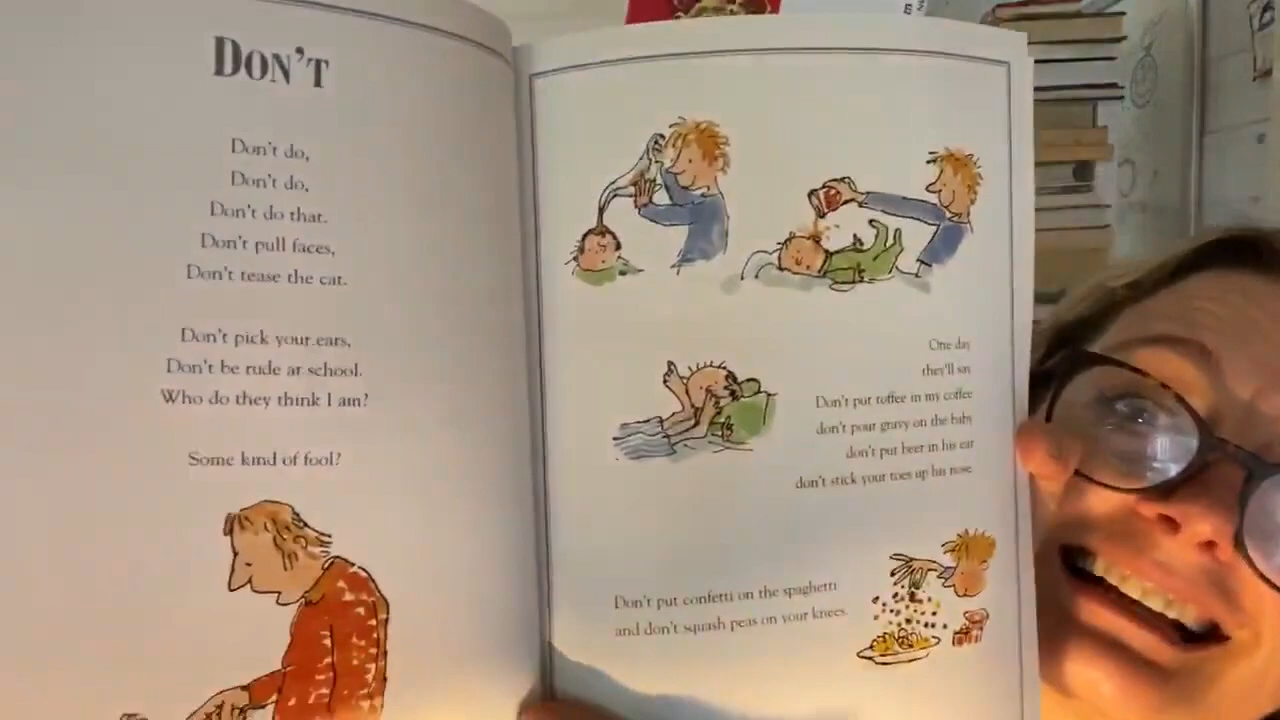 DON'T
Don't do,
Don't do,
Don't do that.
Don't pull faces,
Don't tease the cat.
Don't pick your ears,
Don't be rude at school.
Who do they think I am?
Some kind of fool?
One day
they'll say
Don't put toffee in my coffee
don't pour gravy on the baby
don't put beer in his ear
don't stick your toes up his nose.
Don't put confetti on the spaghetti
and don't squash peas on your knees.